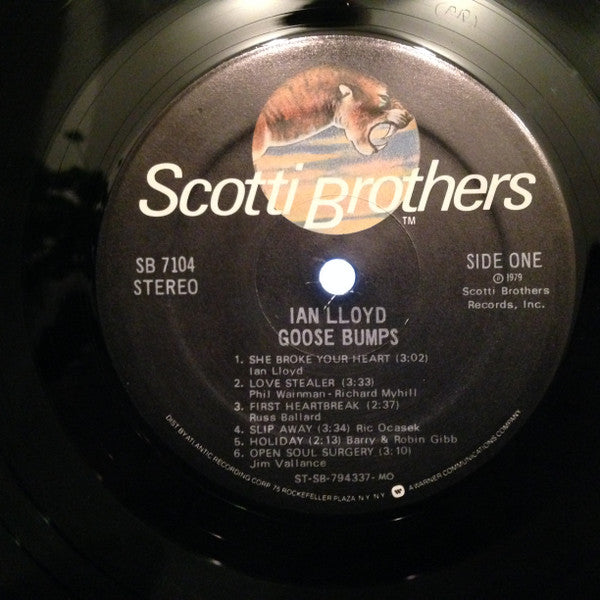 (PR)
Scotti Brothers
TM
SB 7104
STEREO
SIDE ONE
℗ 1979
Scotti Brothers
Records, Inc.
IAN LLOYD
GOOSE BUMPS
1. SHE BROKE YOUR HEART (3:02)
Ian Lloyd
2. LOVE STEALER (3:33)
Phil Wainman - Richard Myhill
3. FIRST HEARTBREAK (2:37)
Russ Ballard
4. SLIP AWAY (3:34) Ric Ocasek
5. HOLIDAY (2:13) Barry & Robin Gibb
6. OPEN SOUL SURGERY (3:10)
Jim Vallance
ST-SB-794337- MO
DIST BY ATLANTIC RECORDING CORP. 75 ROCKEFELLER PLAZA N.Y. N.Y. A WARNER COMMUNICATIONS COMPANY